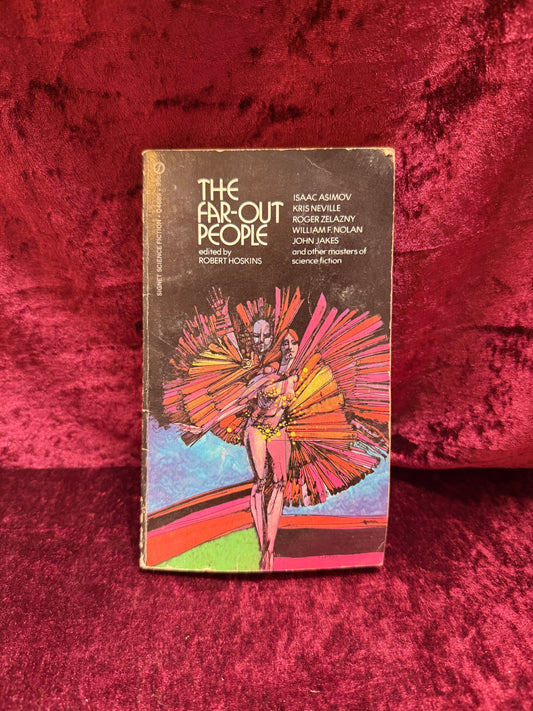 THE
FAR-OUT
PEOPLE
edited by
ROBERT HOSKINS
ISAAC ASIMOV
KRIS NEVILLE
ROGER ZELAZNY
WILLIAM F. NOLAN
JOHN JAKES
and other masters of
science fiction
SIGNET SCIENCE FICTION